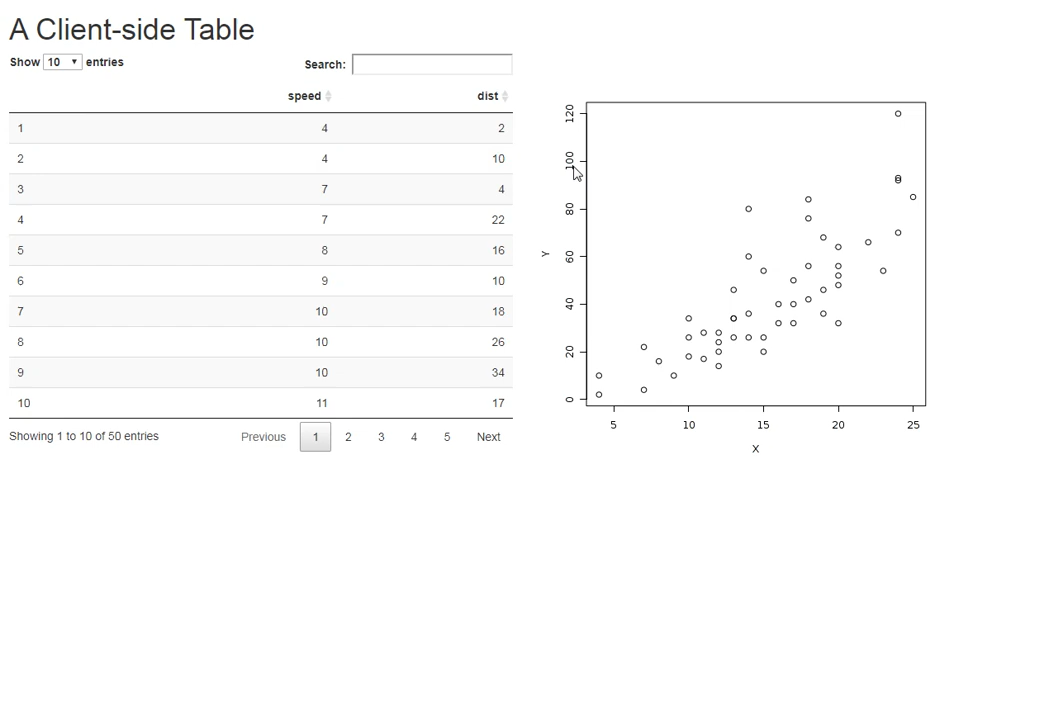 A Client-side Table
Show 10 entries
Search:
speed dist
1 4 2
2 4 10
3 7 4
4 7 22
5 8 16
6 9 10
7 10 18
8 10 26
9 10 34
10 11 17
Showing 1 to 10 of 50 entries
Previous 1 2 3 4 5 Next
120
100
80
60
40
20
0
Y
5 10 15 20 25
X